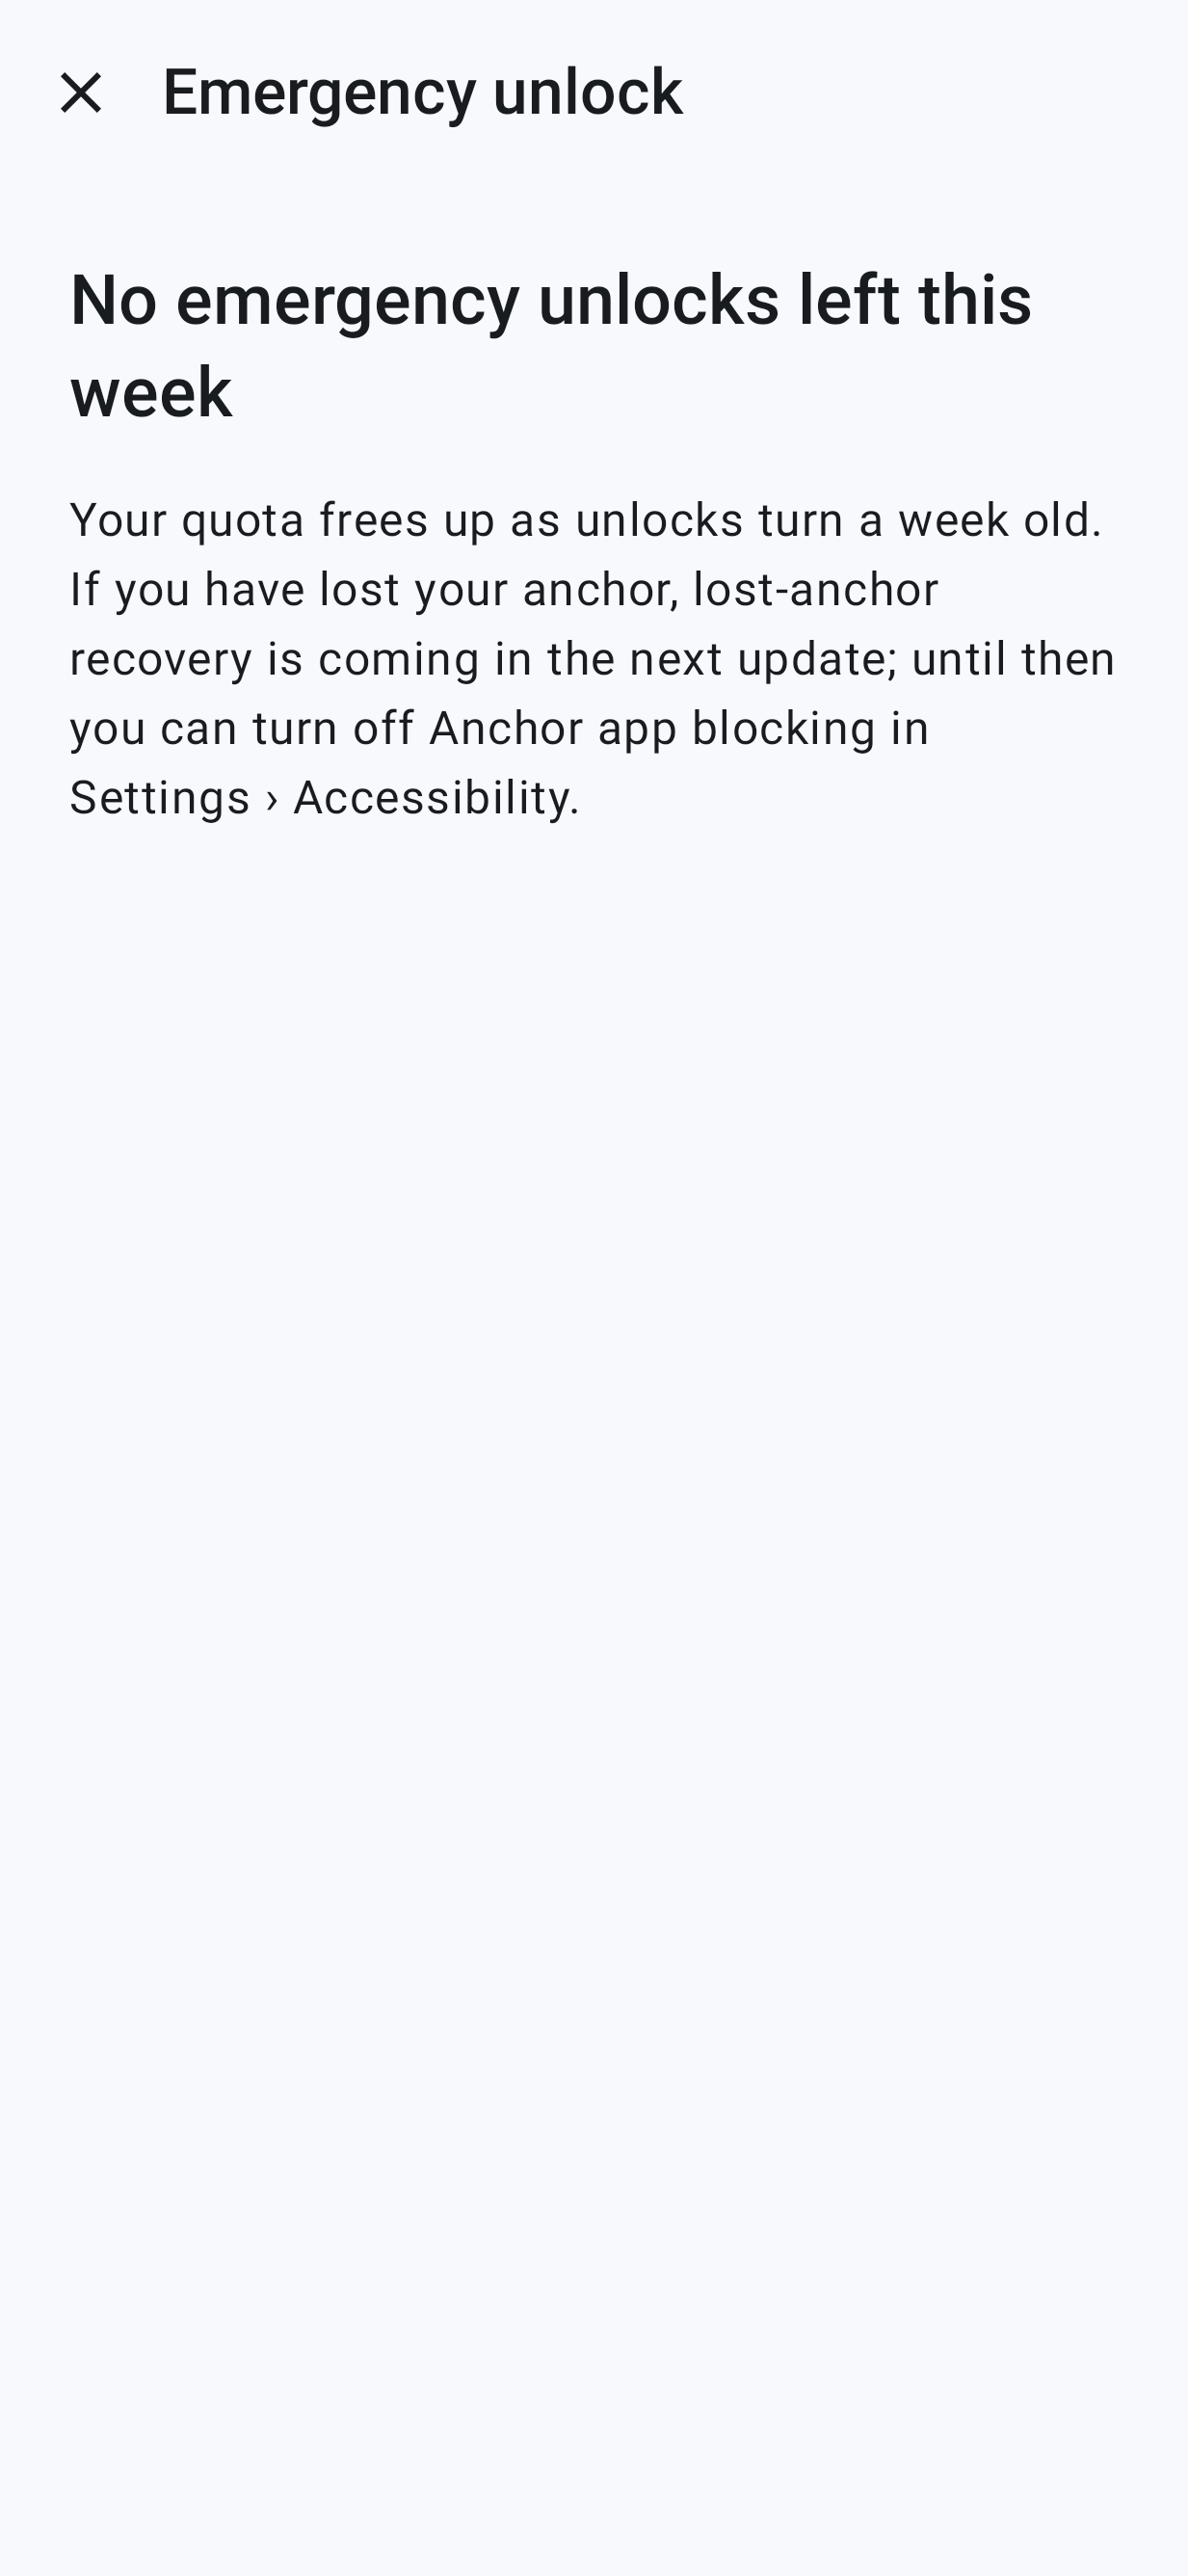 Emergency unlock
No emergency unlocks left this
week
Your quota frees up as unlocks turn a week old.
If you have lost your anchor, lost-anchor
recovery is coming in the next update; until then
you can turn off Anchor app blocking in
Settings › Accessibility.